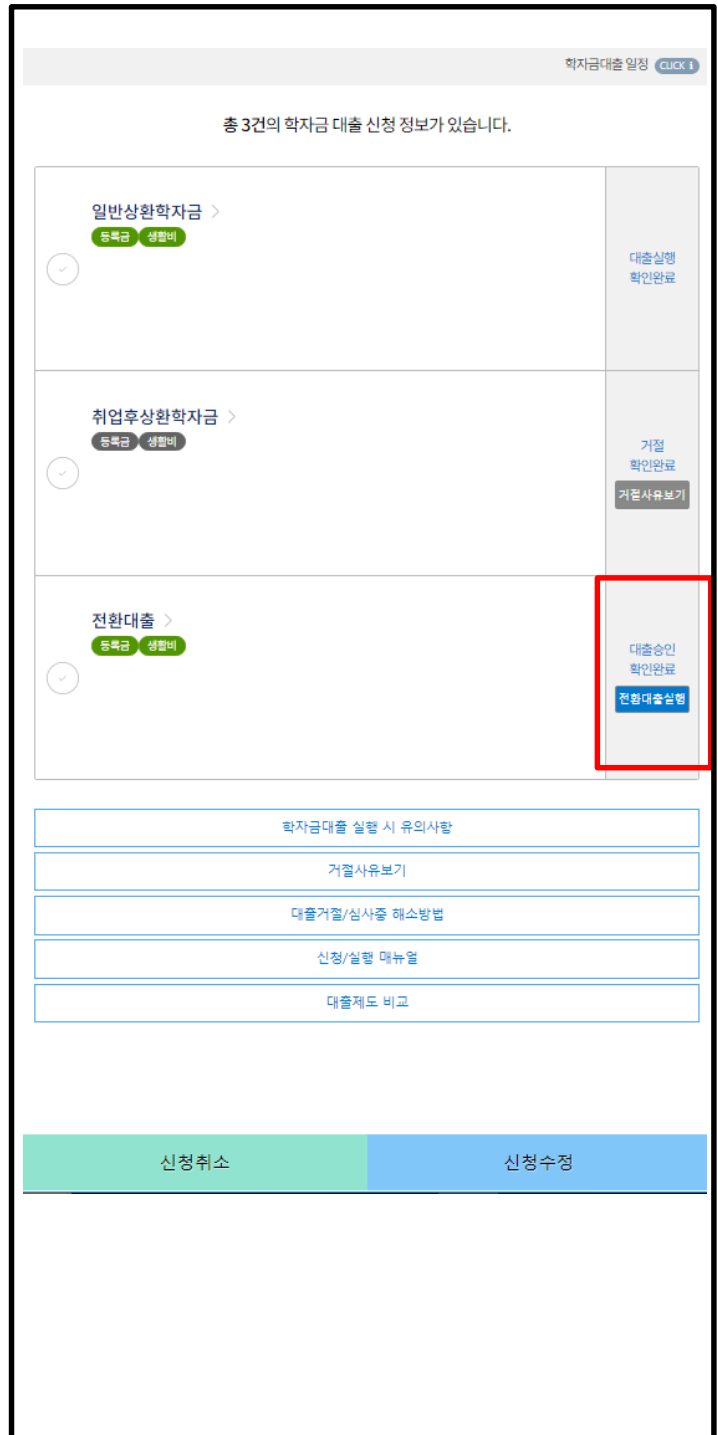 학자금대출 일정 CLICK i
총 3건의 학자금 대출 신청 정보가 있습니다.
일반상환학자금 >
등록금 생활비
대출실행
확인완료
취업후상환학자금 >
등록금 생활비
거절
확인완료
거절사유보기
전환대출 >
등록금 생활비
대출승인
확인완료
전환대출실행
학자금대출 실행 시 유의사항
거절사유보기
대출거절/심사중 해소방법
신청/실행 매뉴얼
대출제도 비교
신청취소
신청수정